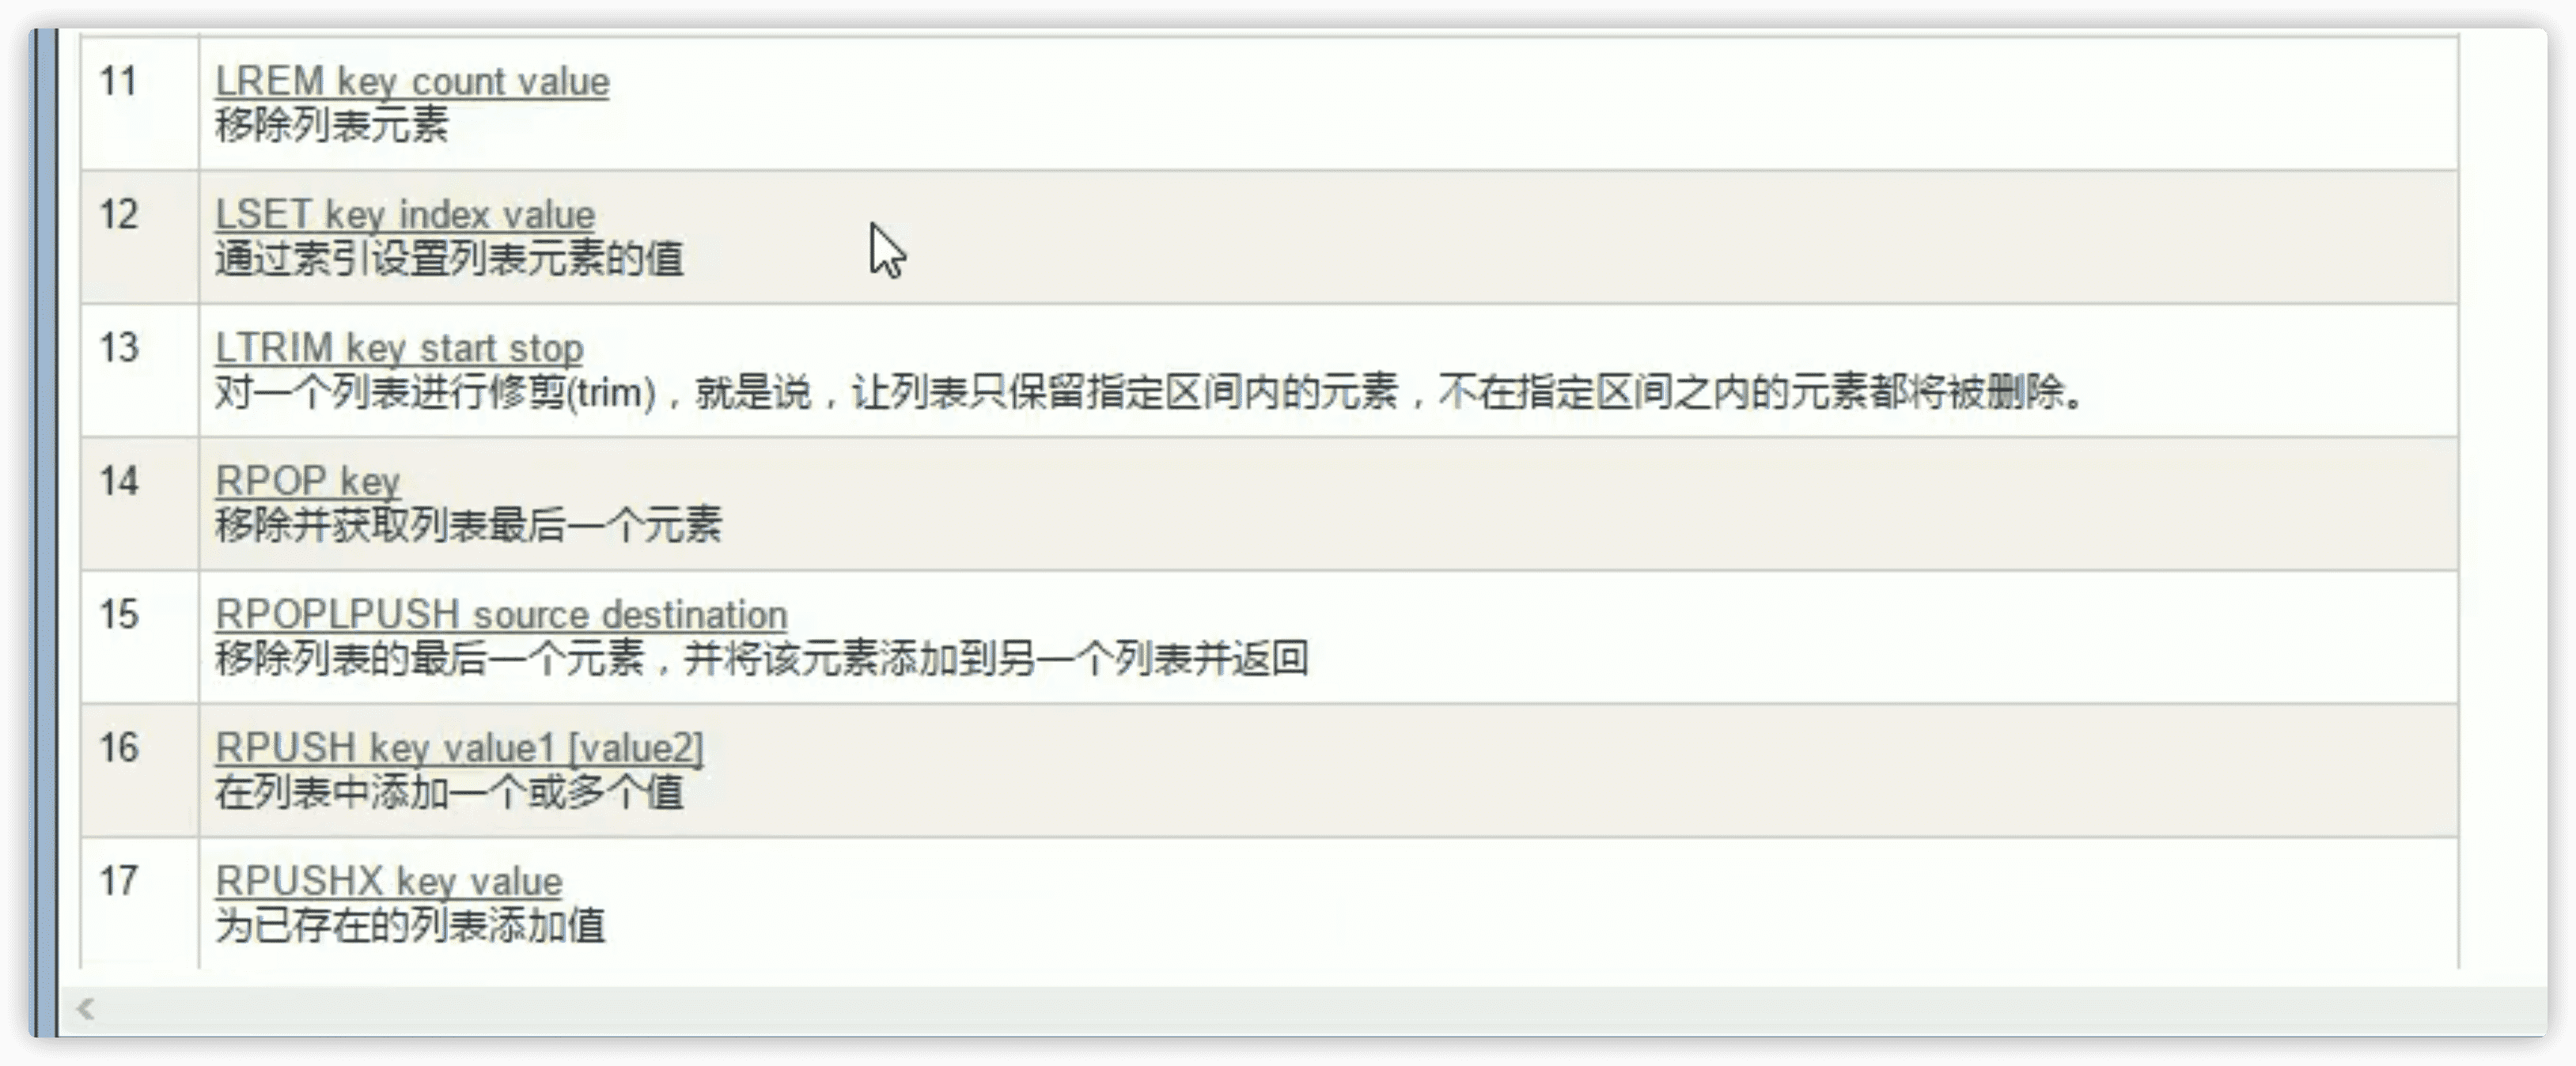 11
LREM key count value
移除列表元素
12
LSET key index value
通过索引设置列表元素的值
13
LTRIM key start stop
对一个列表进行修剪(trim)，就是说，让列表只保留指定区间内的元素，不在指定区间之内的元素都将被删除。
14
RPOP key
移除并获取列表最后一个元素
15
RPOPLPUSH source destination
移除列表的最后一个元素，并将该元素添加到另一个列表并返回
16
RPUSH key value1 [value2]
在列表中添加一个或多个值
17
RPUSHX key value
为已存在的列表添加值